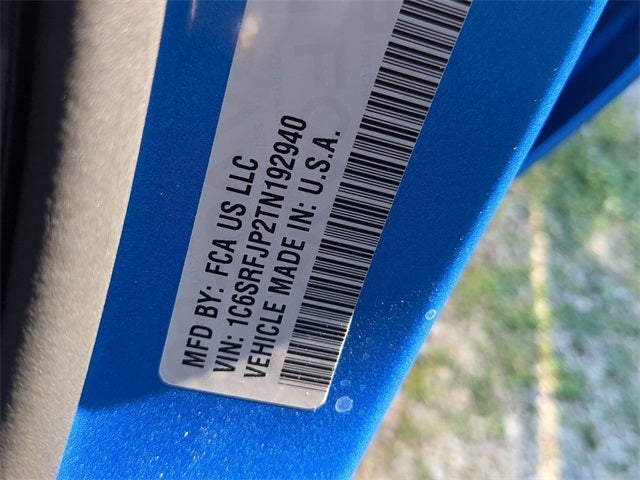 MFD BY: FCA US LLC
VIN: 1C6SRFJP2TN192940
VEHICLE MADE IN: U.S.A.